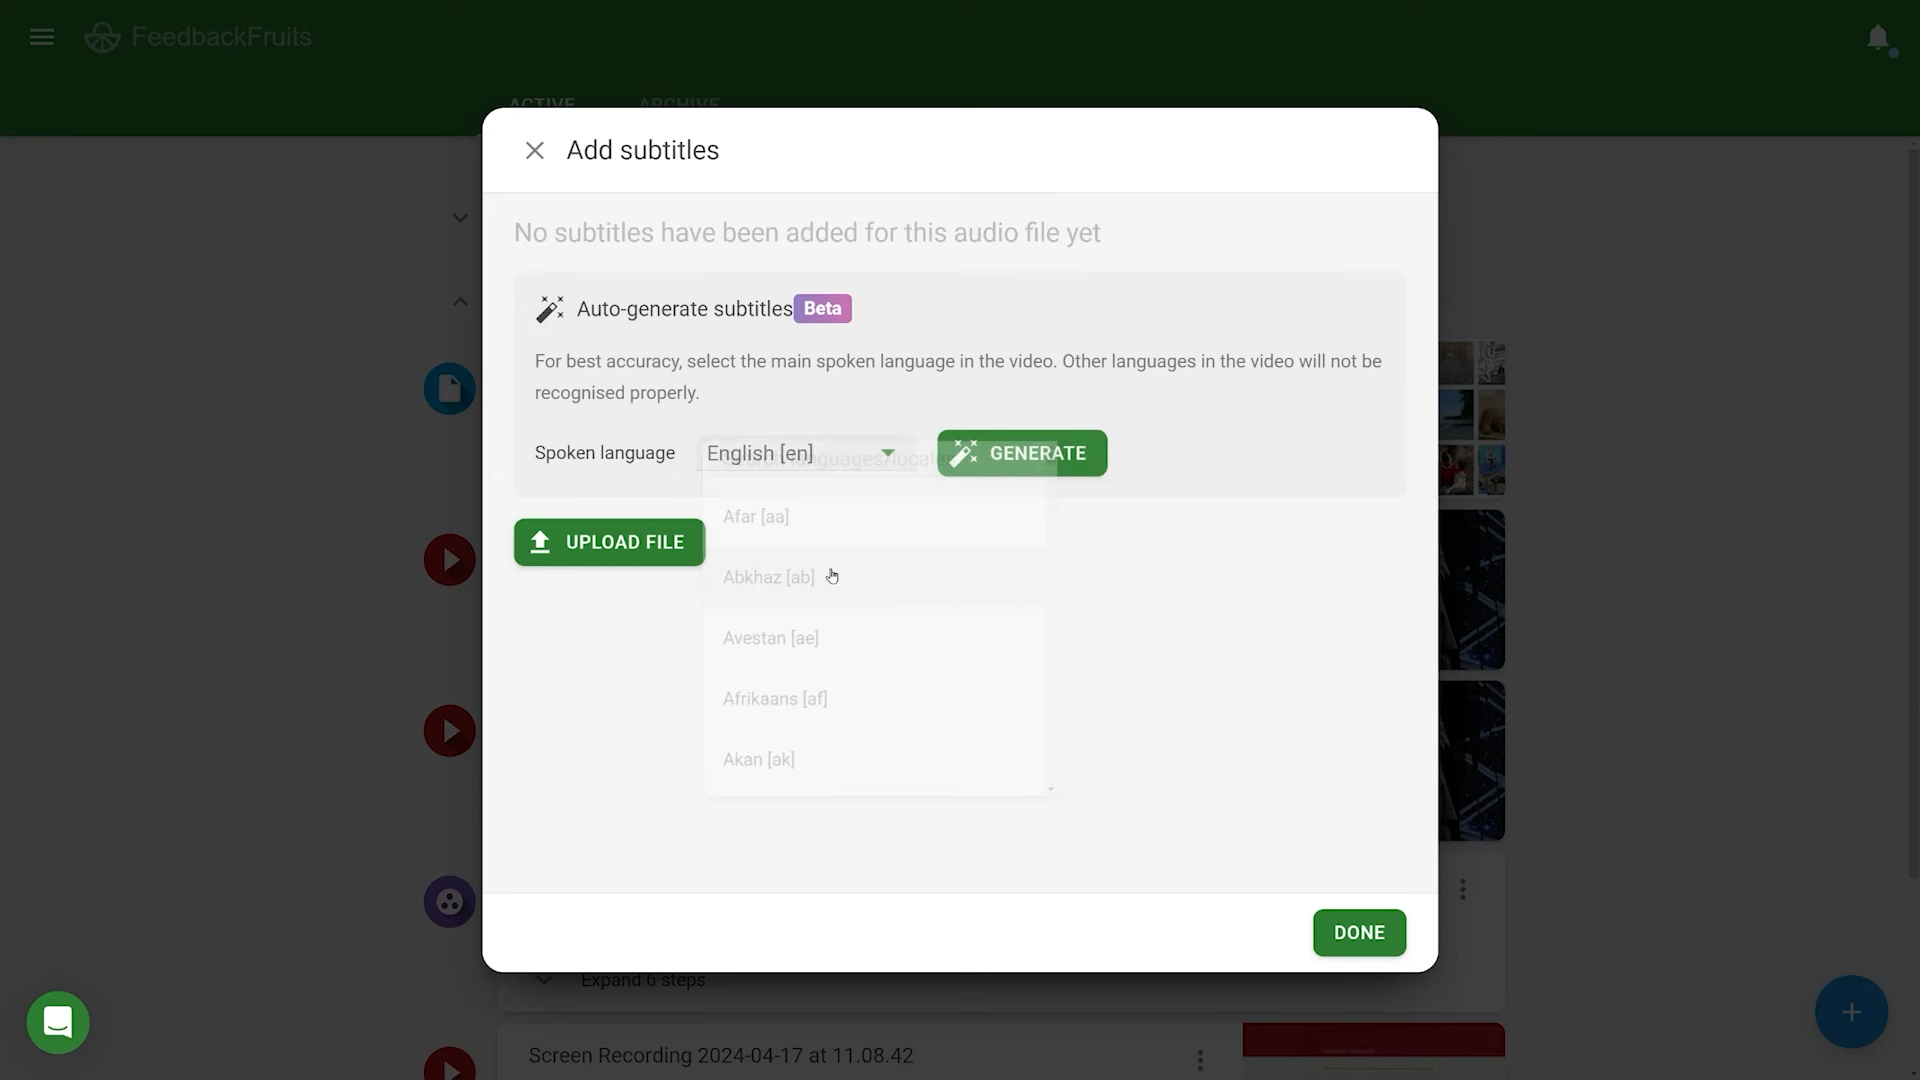 FeedbackFruits
ACTIVE ARCHIVE
Add subtitles
No subtitles have been added for this audio file yet
Auto-generate subtitles Beta
For best accuracy, select the main spoken language in the video. Other languages in the video will not be
recognised properly.
Spoken language English [en] GENERATE
Search languages/locales
Afar [aa]
UPLOAD FILE
Abkhaz [ab]
Avestan [ae]
Afrikaans [af]
Akan [ak]
DONE
Expand 6 steps
Screen Recording 2024-04-17 at 11.08.42